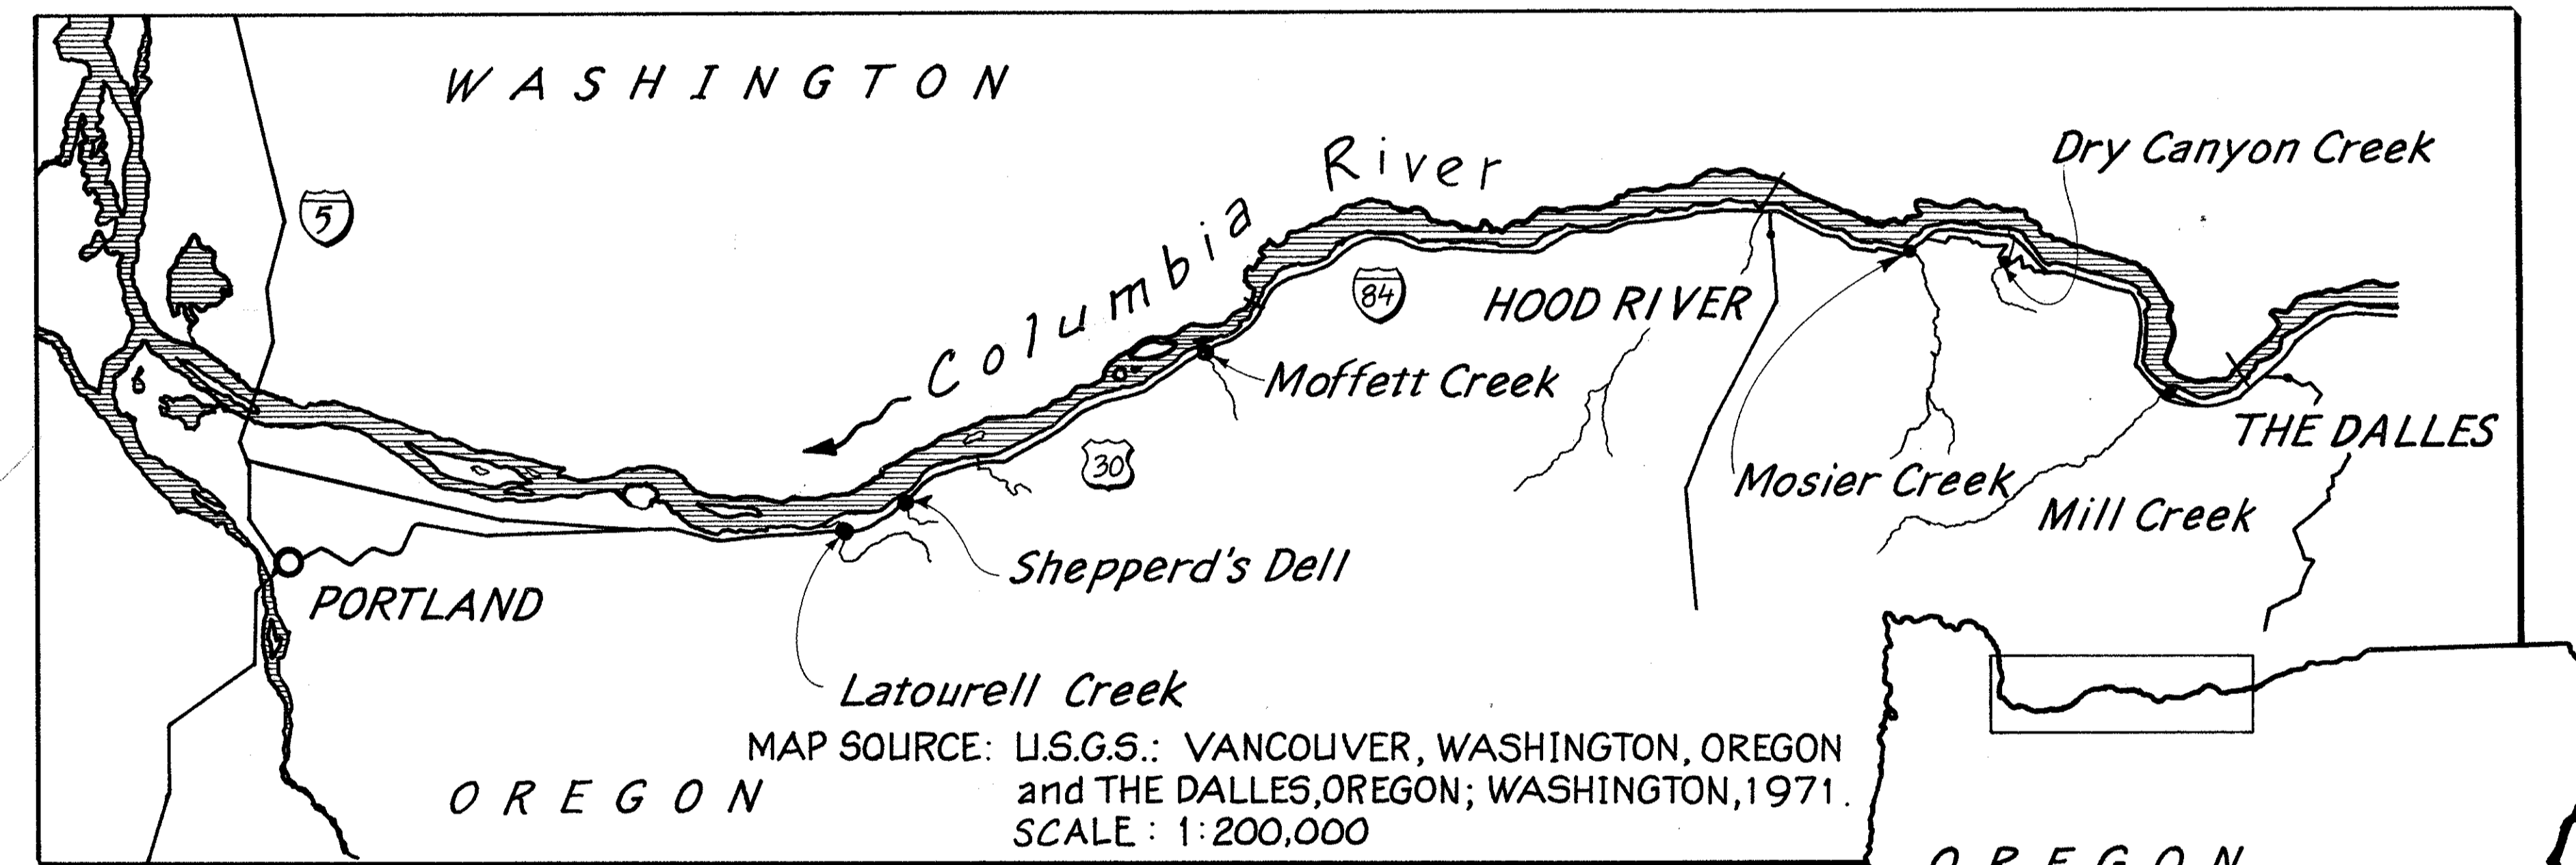 WASHINGTON
Dry Canyon Creek
Columbia River
5
84
HOOD RIVER
Moffett Creek
THE DALLES
30
Mosier Creek
Mill Creek
Shepperd's Dell
PORTLAND
Latourell Creek
MAP SOURCE: U.S.G.S.: VANCOUVER, WASHINGTON, OREGON
and THE DALLES,OREGON; WASHINGTON,1971.
OREGON
SCALE: 1:200,000
OREGON